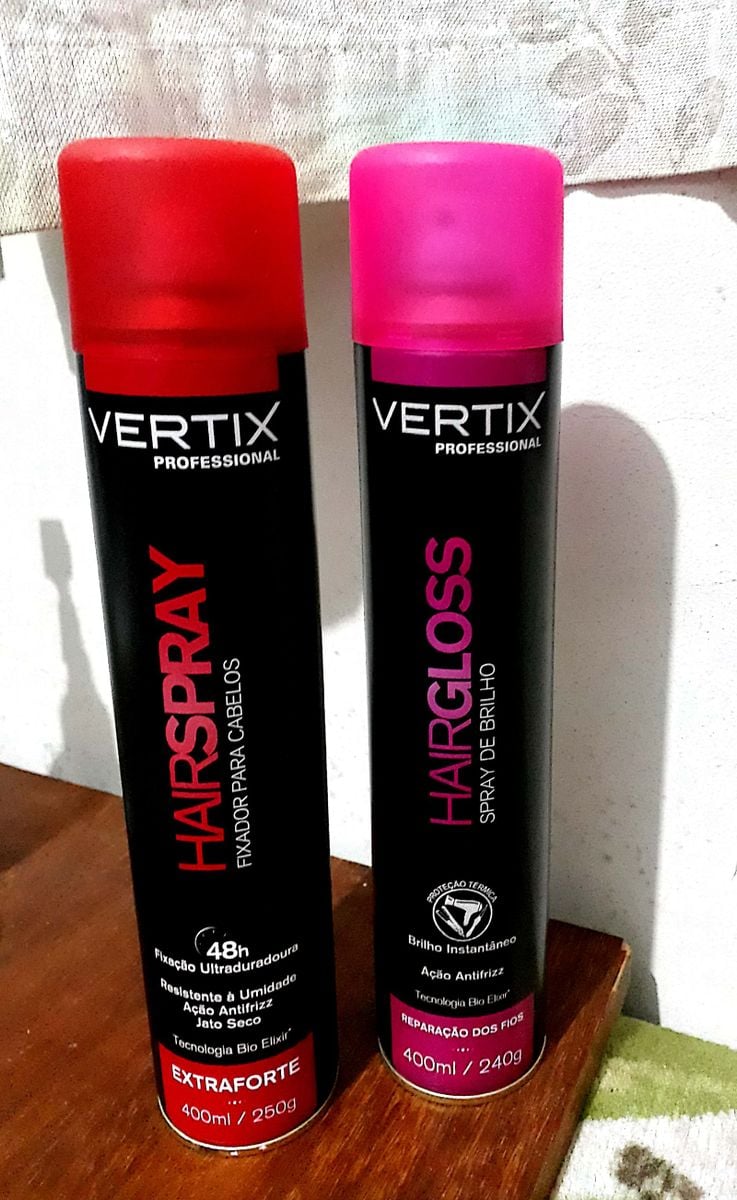 VERTIX
PROFESSIONAL
HAIRSPRAY
FIXADOR PARA CABELOS
48h
Fixação Ultraduradoura
Resistente à Umidade
Ação Antifrizz
Jato Seco
Tecnologia Bio Elixir*
EXTRAFORTE
400ml / 250g
VERTIX
PROFESSIONAL
HAIRGLOSS
SPRAY DE BRILHO
PROTEÇÃO TÉRMICA
Brilho Instantâneo
Ação Antifrizz
Tecnologia Bio Elixir*
REPARAÇÃO DOS FIOS
400ml / 240g